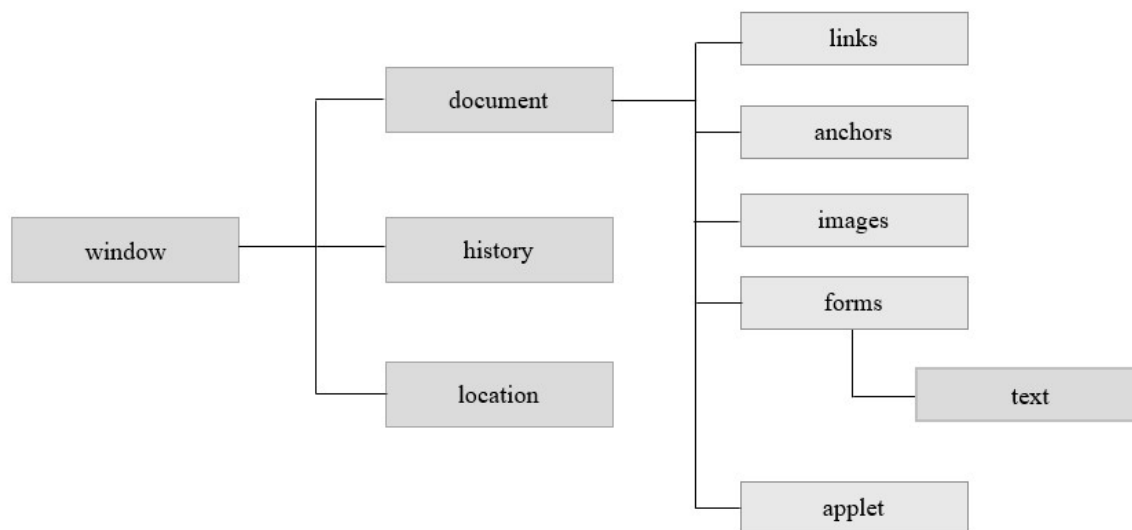 window
document
history
location
links
anchors
images
forms
text
applet